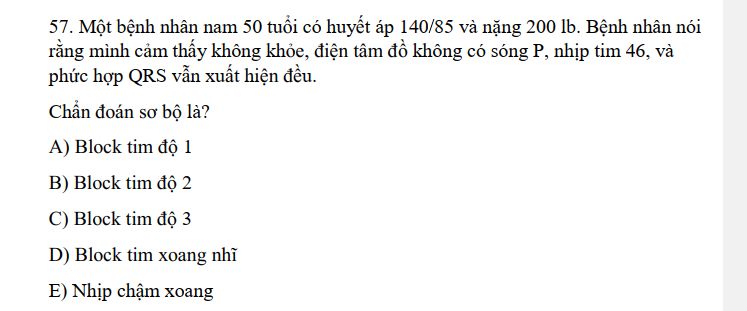 57. Một bệnh nhân nam 50 tuổi có huyết áp 140/85 và nặng 200 lb. Bệnh nhân nói
rằng mình cảm thấy không khỏe, điện tâm đồ không có sóng P, nhịp tim 46, và
phức hợp QRS vẫn xuất hiện đều.
Chẩn đoán sơ bộ là?
A) Block tim độ 1
B) Block tim độ 2
C) Block tim độ 3
D) Block tim xoang nhĩ
E) Nhịp chậm xoang